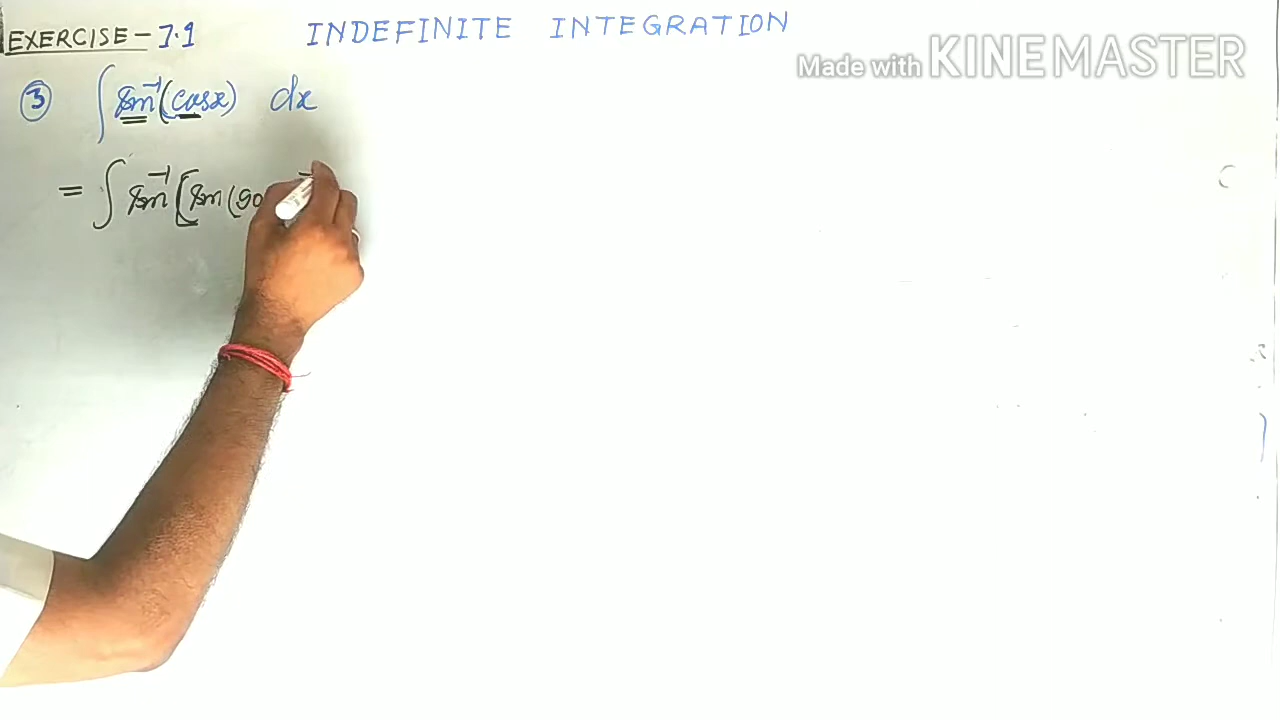 EXERCISE - 7.1 INDEFINITE INTEGRATION
Made with KINEMASTER
③ ∫ sin⁻¹(cosx) dx
= ∫ sin⁻¹[sin(90